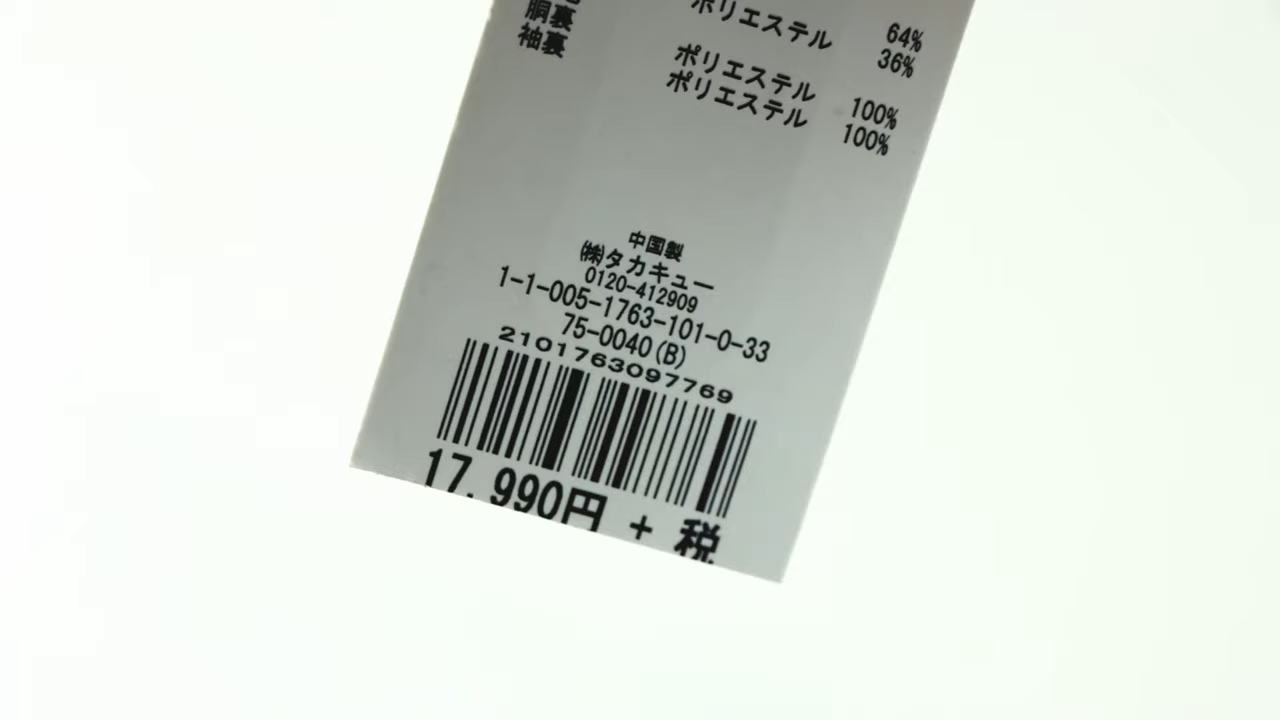 64%
ポリエステル 36%
胴裏 ポリエステル 100%
袖裏 ポリエステル 100%
中国製
㈱タカキュー
0120-412909
1-1-005-1763-101-0-33
75-0040(B)
2101763097769
17,990円 + 税